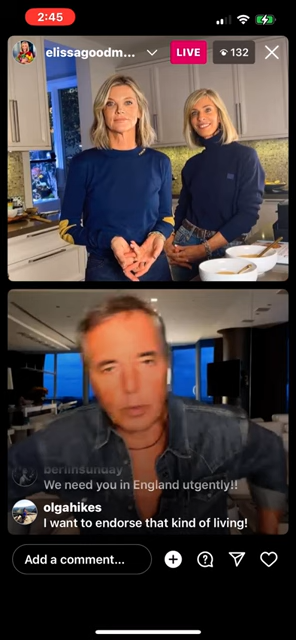 2:45
elissagoodm...
LIVE
132
berlinsunday
We need you in England utgently!!
olgahikes
I want to endorse that kind of living!
Add a comment...